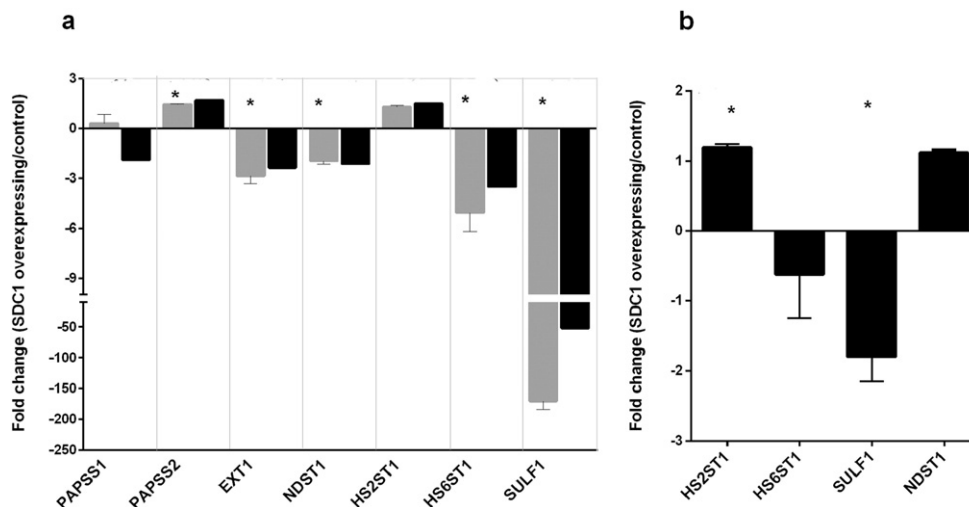 a
Fold change (SDC1 overexpressing/control)
3
0
-3
-6
-9
-50
-100
-150
-200
-250
* * * * *
PAPSS1 PAPSS2 EXT1 NDST1 HS2ST1 HS6ST1 SULF1
b
Fold change (SDC1 overexpressing/control)
2
1
0
-1
-2
-3
* *
HS2ST1 HS6ST1 SULF1 NDST1